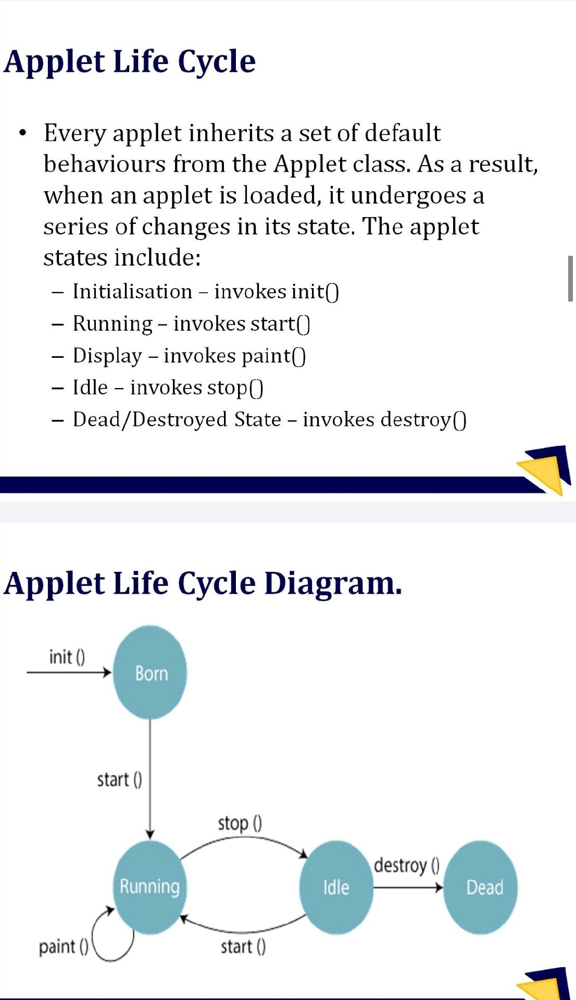 Applet Life Cycle
• Every applet inherits a set of default
behaviours from the Applet class. As a result,
when an applet is loaded, it undergoes a
series of changes in its state. The applet
states include:
– Initialisation – invokes init()
– Running – invokes start()
– Display – invokes paint()
– Idle – invokes stop()
– Dead/Destroyed State – invokes destroy()
Applet Life Cycle Diagram.
init ()
Born
start ()
stop ()
destroy ()
Running
Idle
Dead
paint ()
start ()